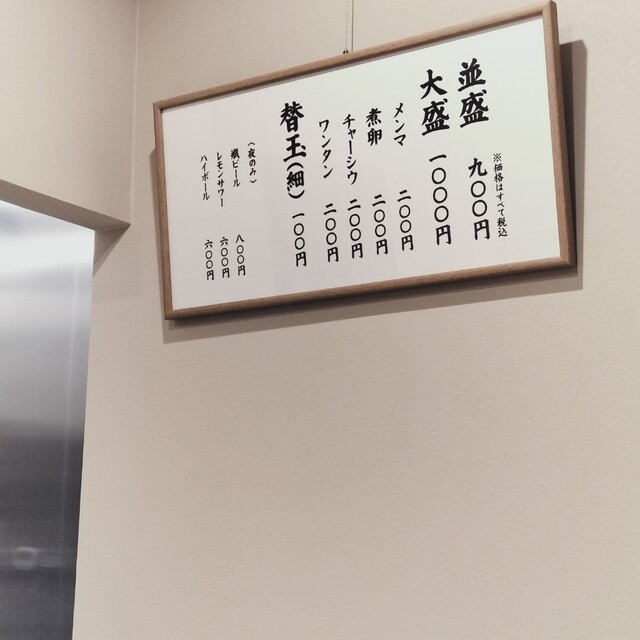 ※価格はすべて税込
並盛 九〇〇円
大盛 一〇〇〇円
メンマ 二〇〇円
煮卵 二〇〇円
チャーシウ 二〇〇円
ワンタン 二〇〇円
替玉(細) 一〇〇円
(夜のみ)
瓶ビール 八〇〇円
レモンサワー 六〇〇円
ハイボール 六〇〇円